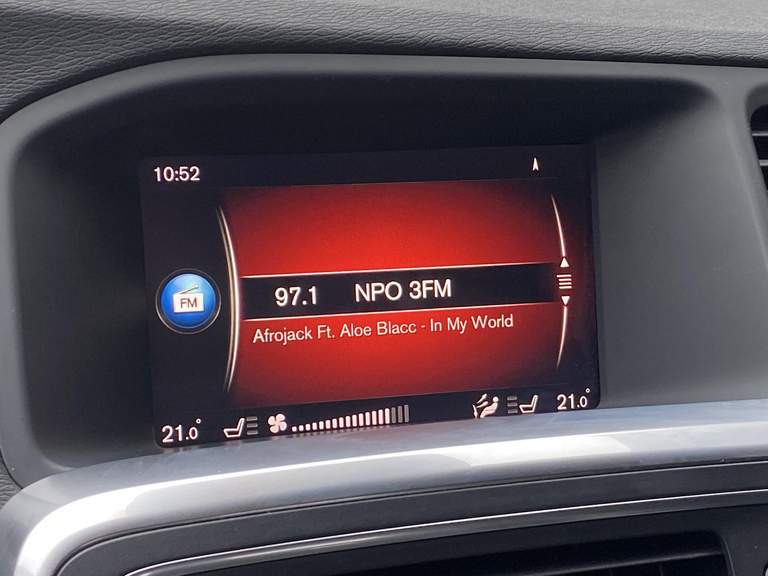 10:52
97.1 NPO 3FM
FM
Afrojack Ft. Aloe Blacc - In My World
21.0° 21.0°